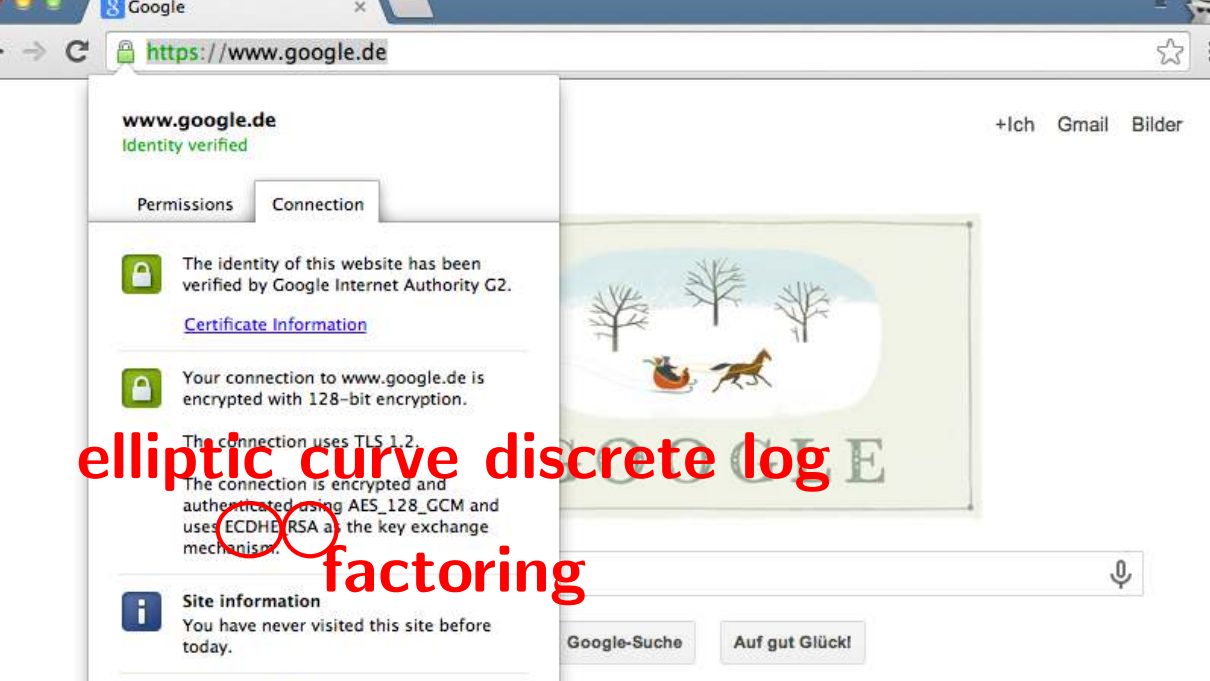 8 Google ×
https://www.google.de
www.google.de
Identity verified
+Ich Gmail Bilder
Permissions Connection
The identity of this website has been
verified by Google Internet Authority G2.
Certificate Information
Your connection to www.google.de is
encrypted with 128-bit encryption.
The connection uses TLS 1.2.
elliptic curve discrete log
GOOGLE
The connection is encrypted and
authenticated using AES_128_GCM and
uses ECDHE_RSA as the key exchange
mechanism.
factoring
Site information
You have never visited this site before
today.
Google-Suche Auf gut Glück!